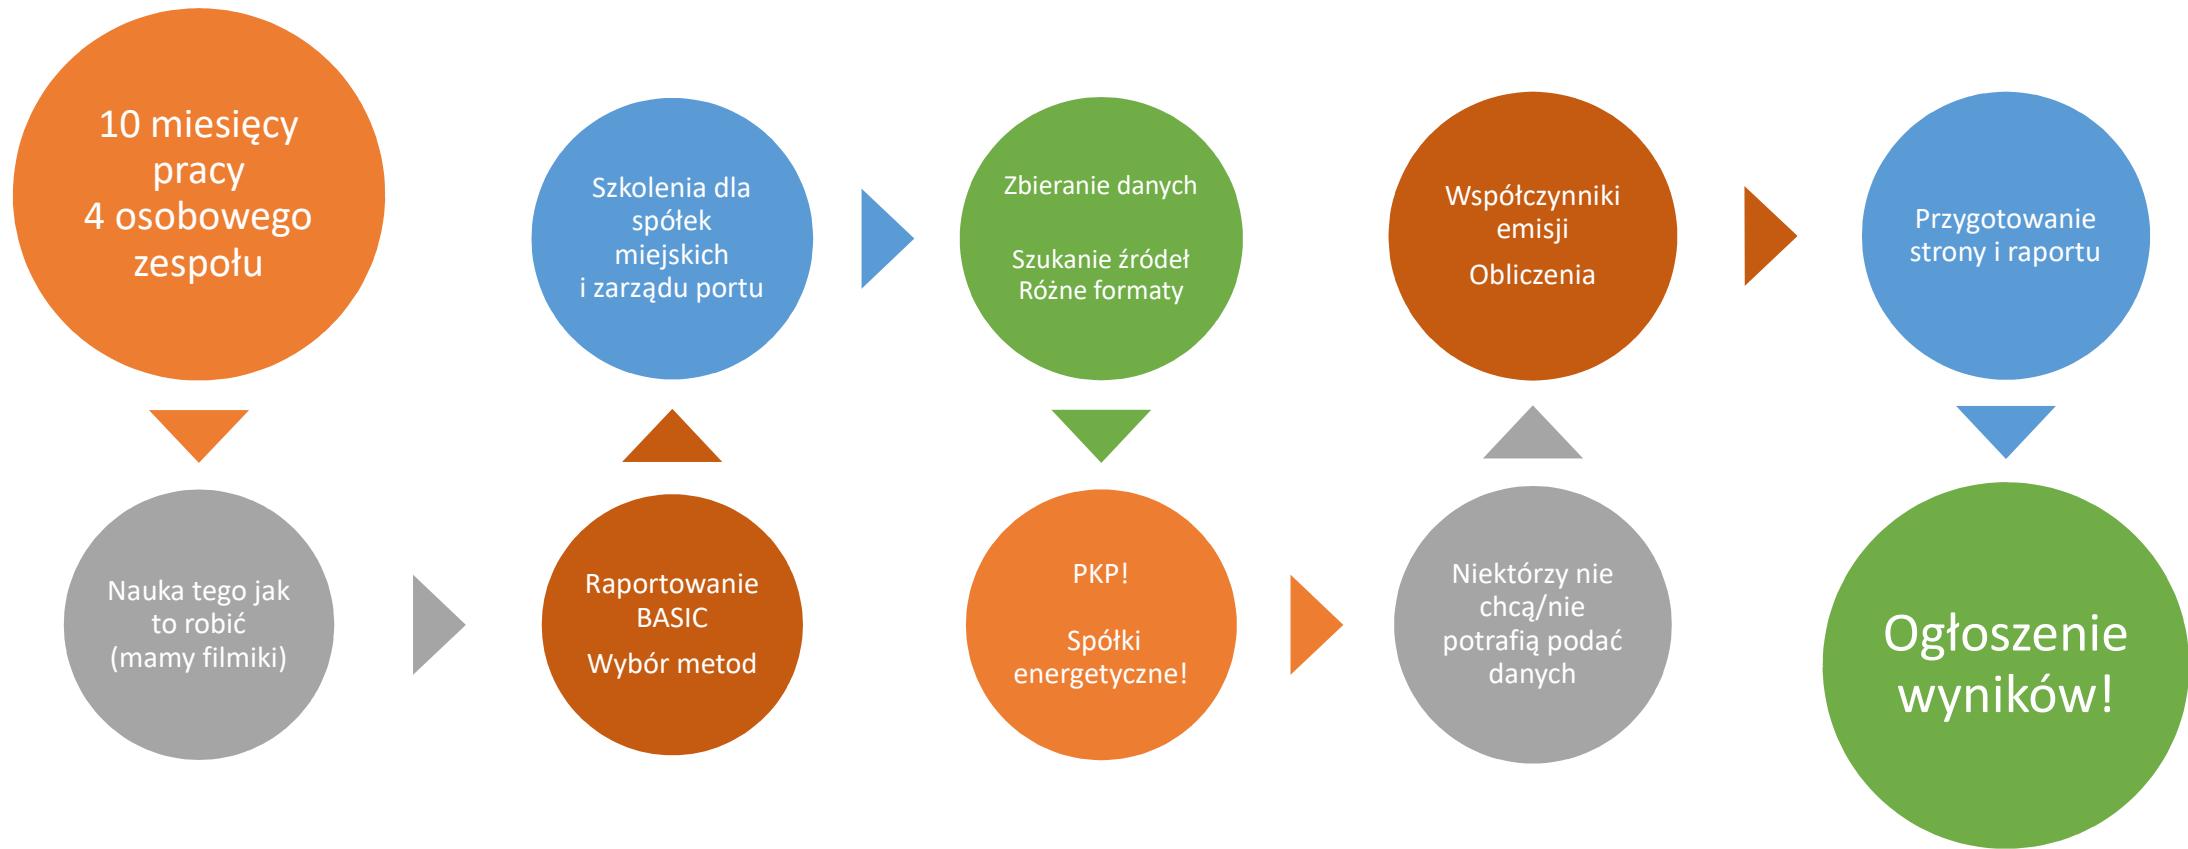 10 miesięcy
pracy
4 osobowego
zespołu
Nauka tego jak
to robić
(mamy filmiki)
Raportowanie
BASIC
Wybór metod
Szkolenia dla
spółek
miejskich
i zarządu portu
Zbieranie danych
Szukanie źródeł
Różne formaty
PKP!
Spółki
energetyczne!
Niektórzy nie
chcą/nie
potrafią podać
danych
Współczynniki
emisji
Obliczenia
Przygotowanie
strony i raportu
Ogłoszenie
wyników!